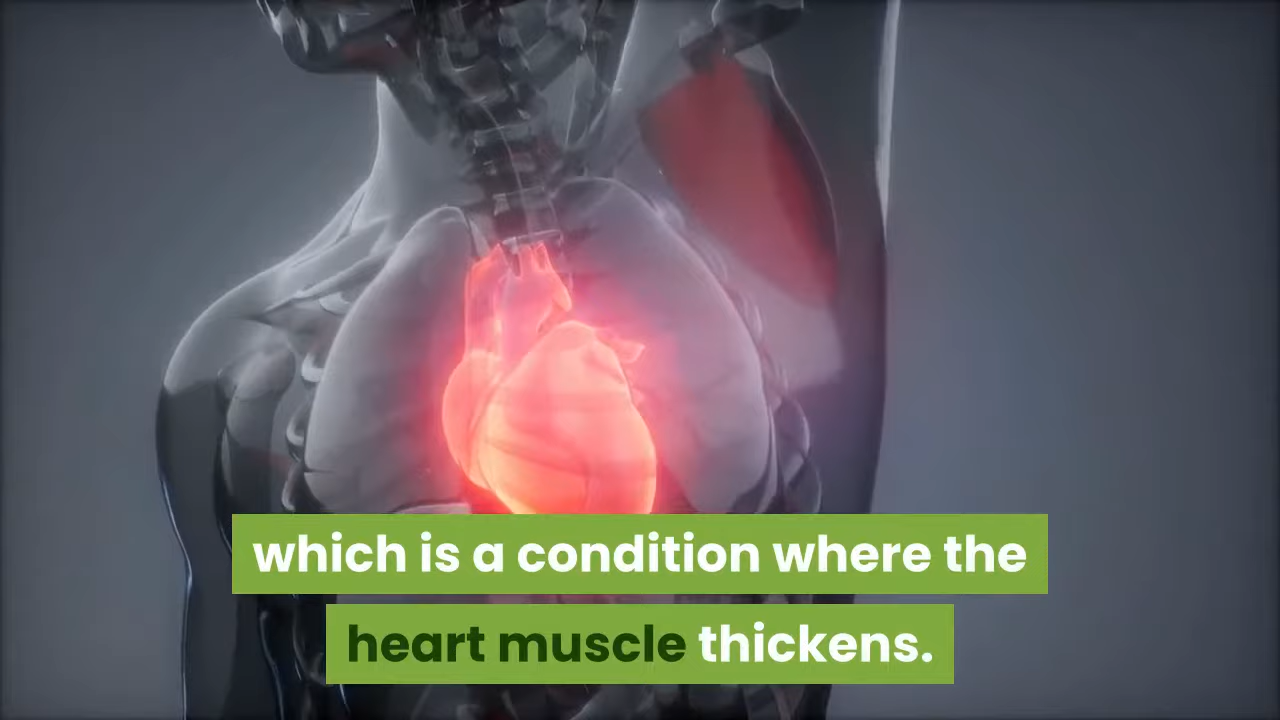 which is a condition where the
heart muscle thickens.